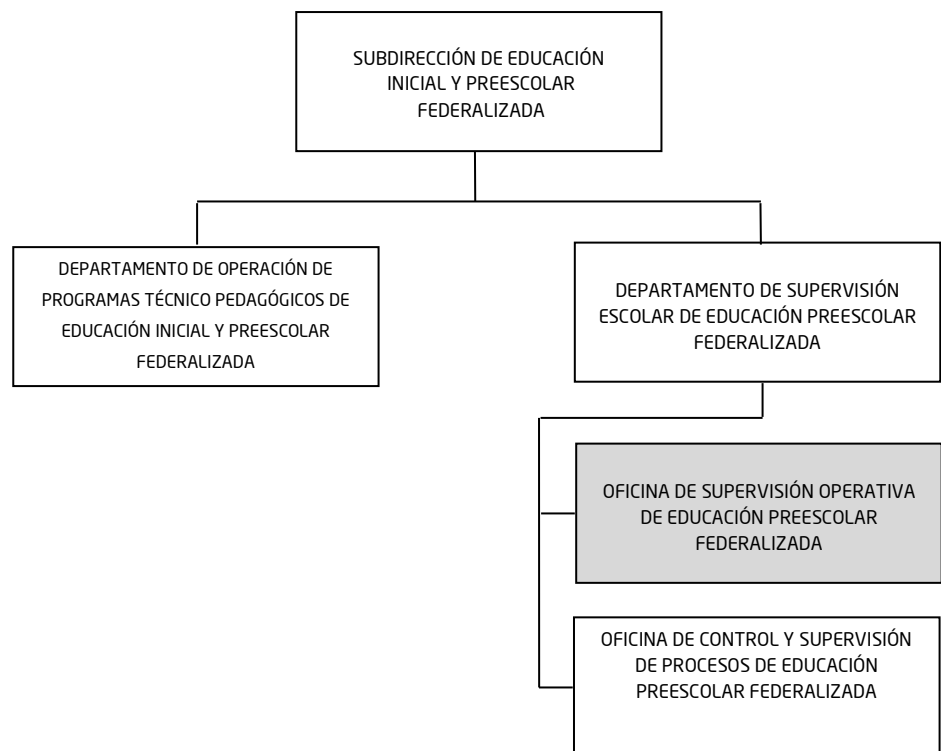 SUBDIRECCIÓN DE EDUCACIÓN
INICIAL Y PREESCOLAR
FEDERALIZADA
DEPARTAMENTO DE OPERACIÓN DE
PROGRAMAS TÉCNICO PEDAGÓGICOS DE
EDUCACIÓN INICIAL Y PREESCOLAR
FEDERALIZADA
DEPARTAMENTO DE SUPERVISIÓN
ESCOLAR DE EDUCACIÓN PREESCOLAR
FEDERALIZADA
OFICINA DE SUPERVISIÓN OPERATIVA
DE EDUCACIÓN PREESCOLAR
FEDERALIZADA
OFICINA DE CONTROL Y SUPERVISIÓN
DE PROCESOS DE EDUCACIÓN
PREESCOLAR FEDERALIZADA